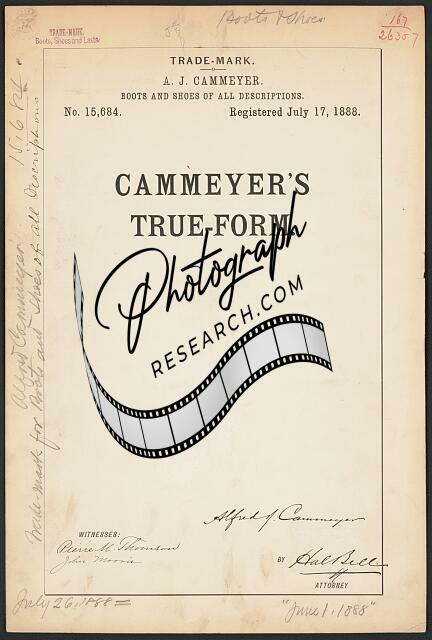 Boots & Shoes
167
26307
TRADE-MARK.
Boots, Shoes and Lasts
TRADE-MARK.
A. J. CAMMEYER.
BOOTS AND SHOES OF ALL DESCRIPTIONS.
No. 15,684.
Registered July 17, 1888.
CAMMEYER'S
TRUE-FORM
Photograph
RESEARCH.COM
Alfred J. Cammeyer
WITNESSES:
Pierre M. Thomson
John Morris
BY Hal Bell
ATTORNEY
July 26, 1888=
"June 1, 1888"
Alfred Cammeyer
Trade-mark for Boots and Shoes of all Descriptions